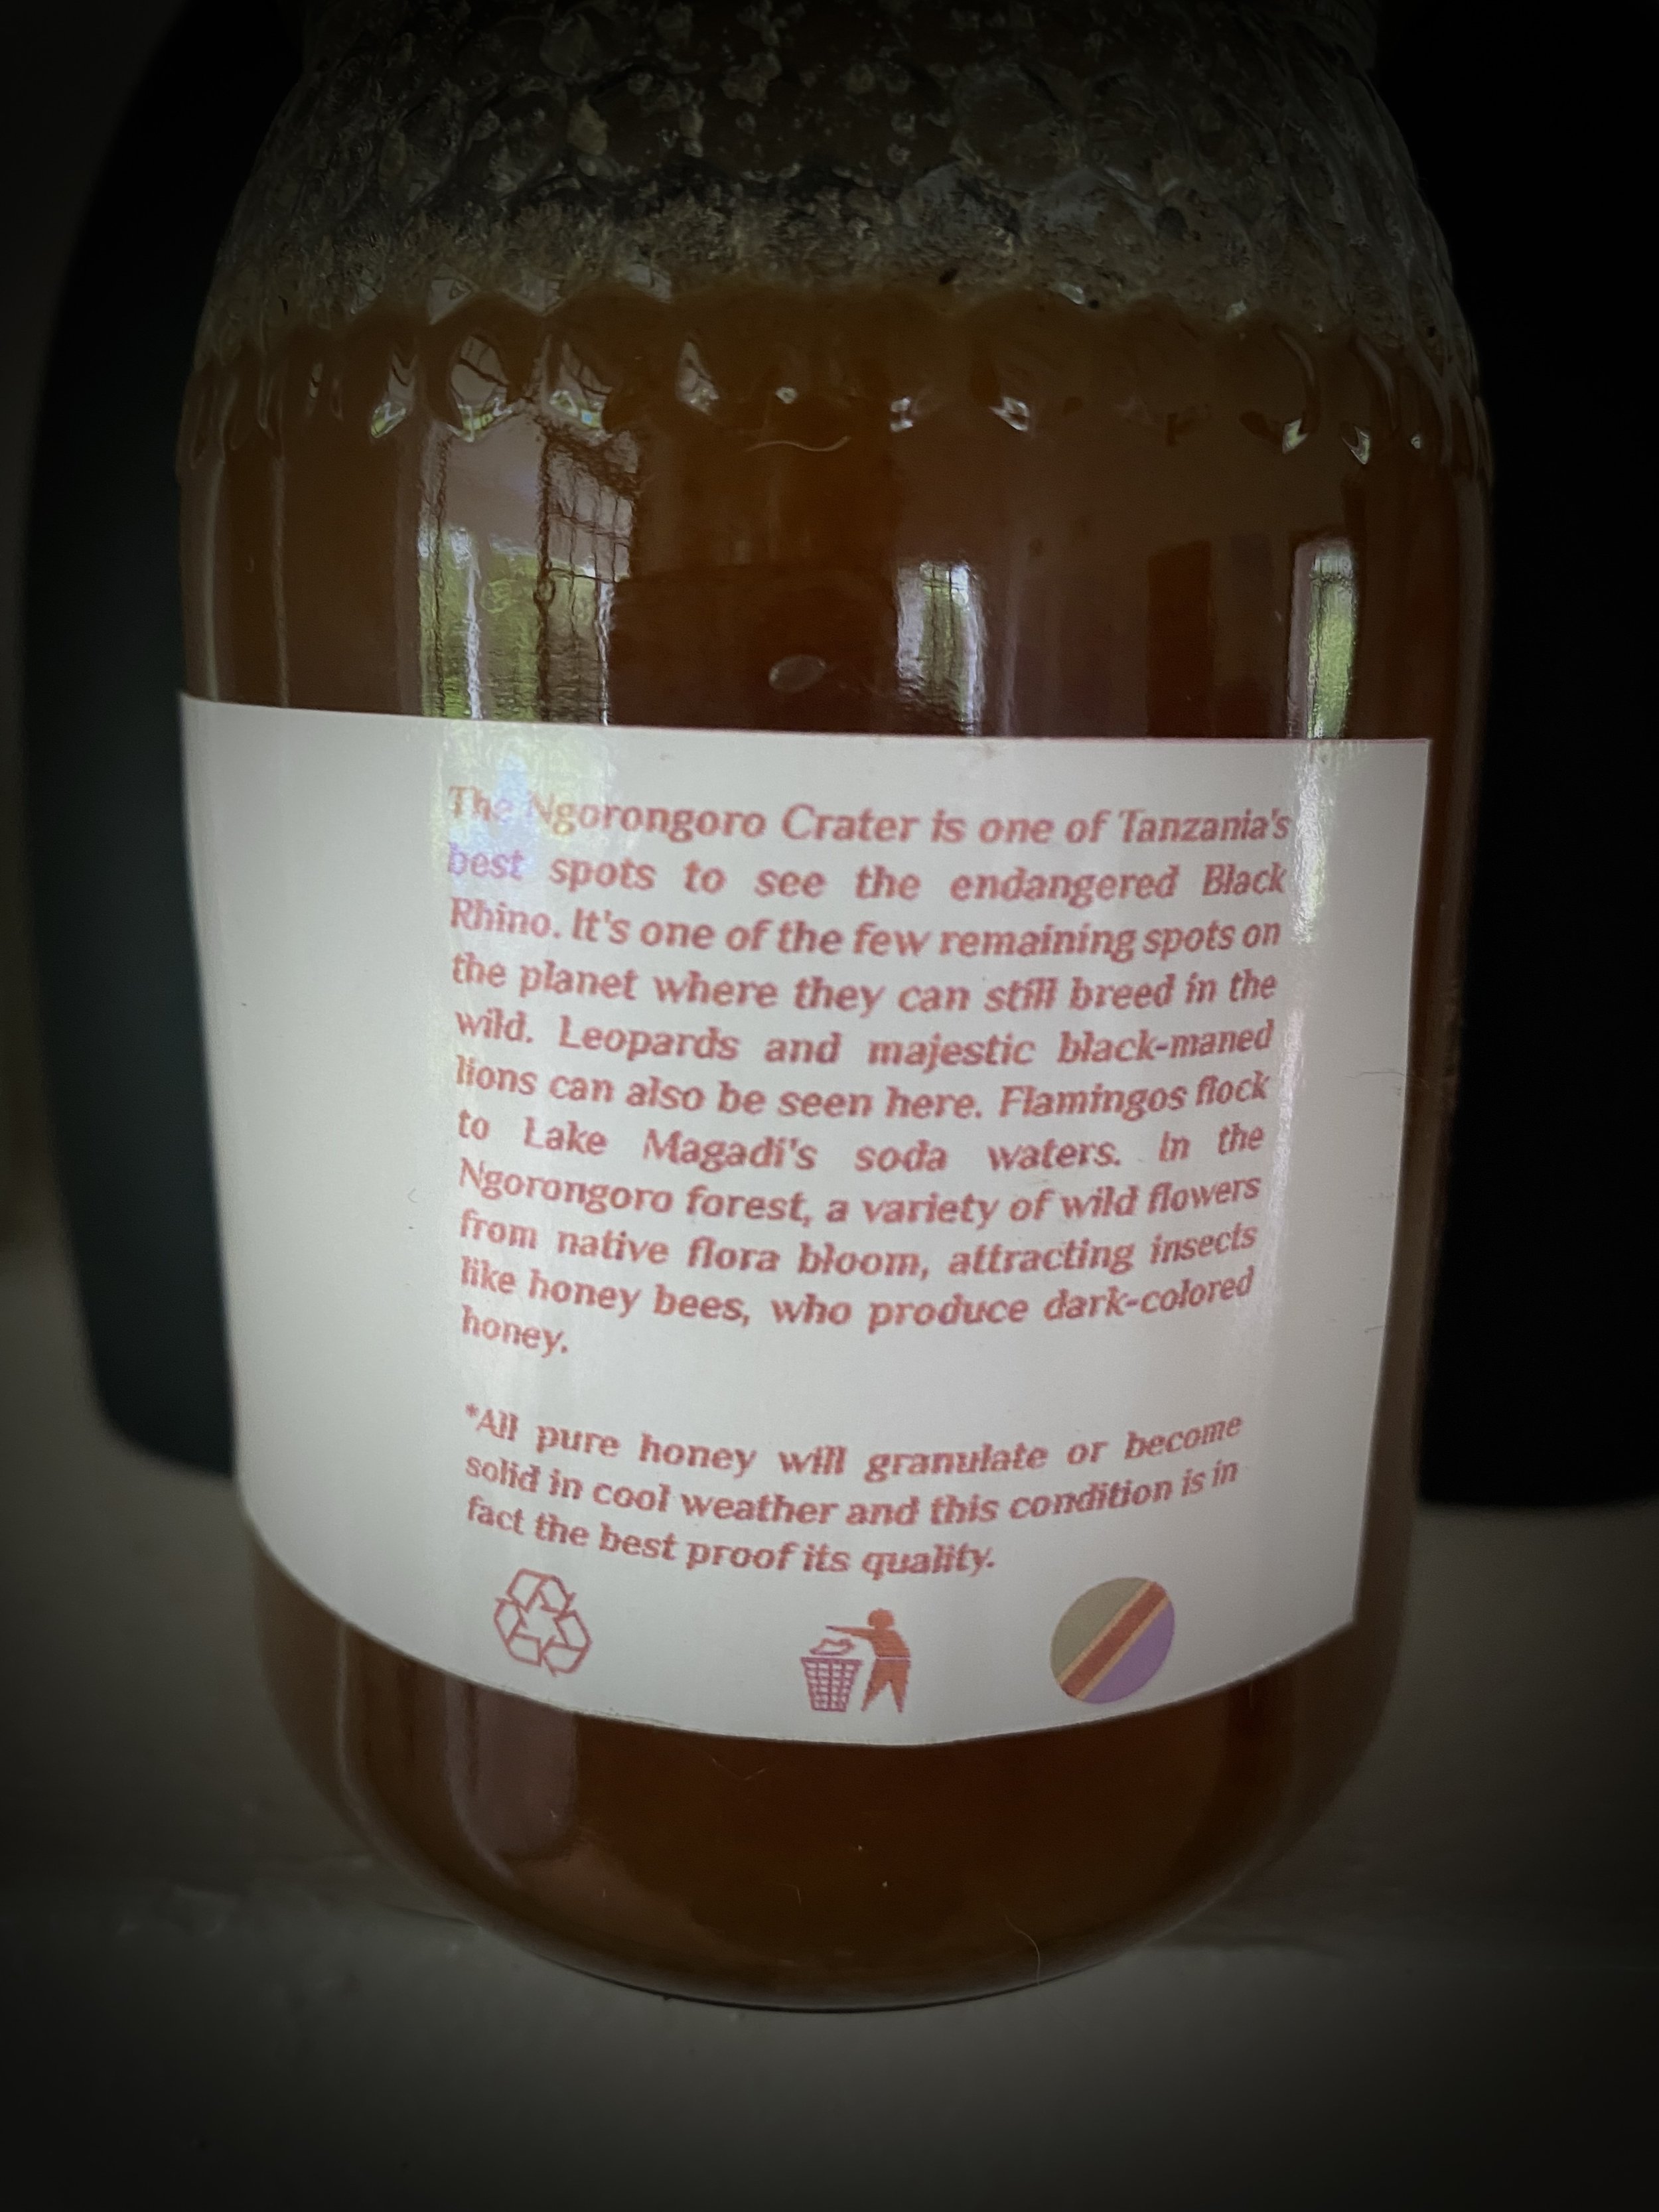 The Ngorongoro Crater is one of Tanzania's
best spots to see the endangered Black
Rhino. It's one of the few remaining spots on
the planet where they can still breed in the
wild. Leopards and majestic black-maned
lions can also be seen here. Flamingos flock
to Lake Magadi's soda waters. In the
Ngorongoro forest, a variety of wild flowers
from native flora bloom, attracting insects
like honey bees, who produce dark-colored
honey.
*All pure honey will granulate or become
solid in cool weather and this condition is in
fact the best proof its quality.